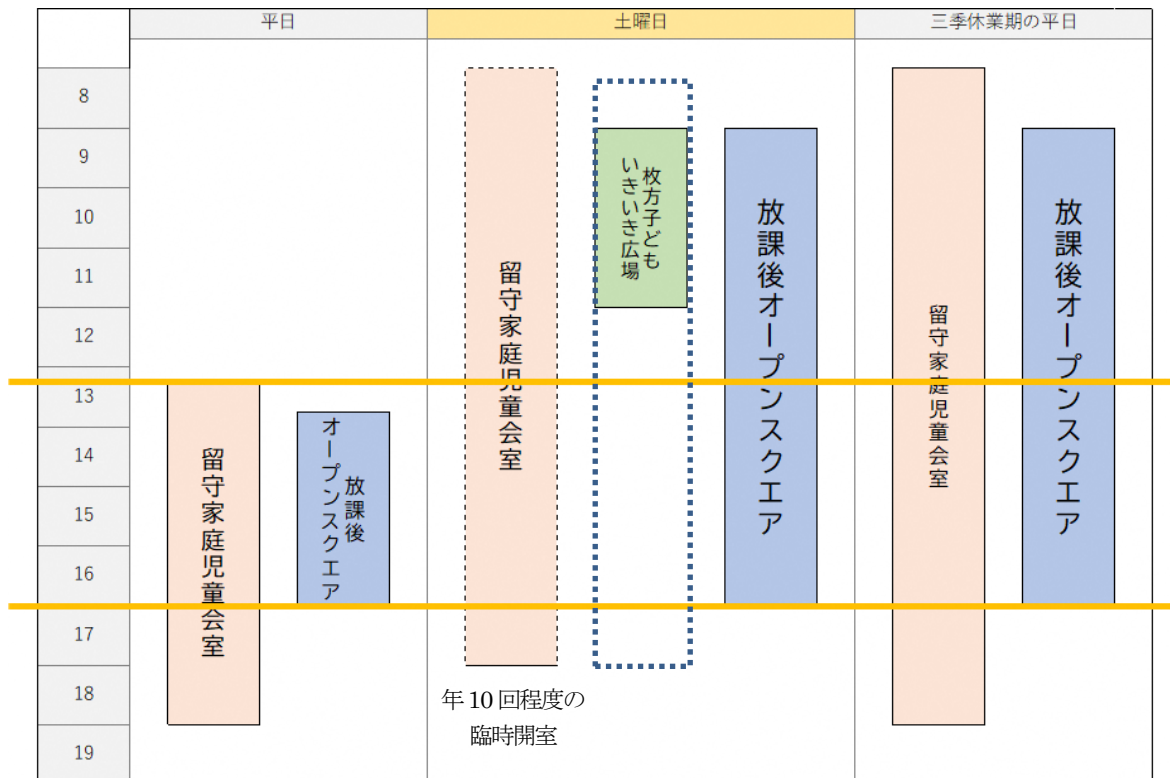 平日
土曜日
三季休業期の平日
8
9
10
11
12
13
14
15
16
17
18
19
留守家庭児童会室
放課後
オープンスクエア
留守家庭児童会室
年10回程度の
臨時開室
枚方子ども
いきいき広場
放課後オープンスクエア
留守家庭児童会室
放課後オープンスクエア